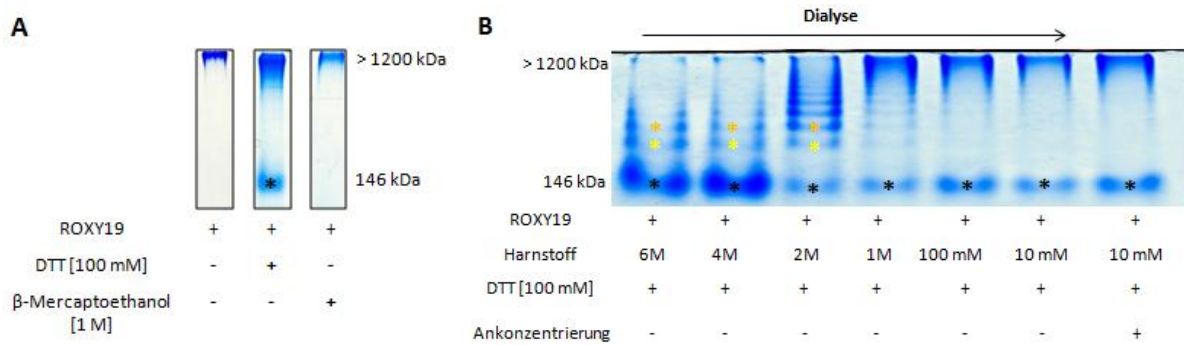 A
> 1200 kDa
146 kDa
ROXY19 + + +
DTT [100 mM] - + -
β-Mercaptoethanol - - +
[1 M]
B
Dialyse
> 1200 kDa
* * *
* * *
146 kDa * * * * * * *
ROXY19 + + + + + + +
Harnstoff 6M 4M 2M 1M 100 mM 10 mM 10 mM
DTT [100 mM] + + + + + + +
Ankonzentrierung - - - - - - +